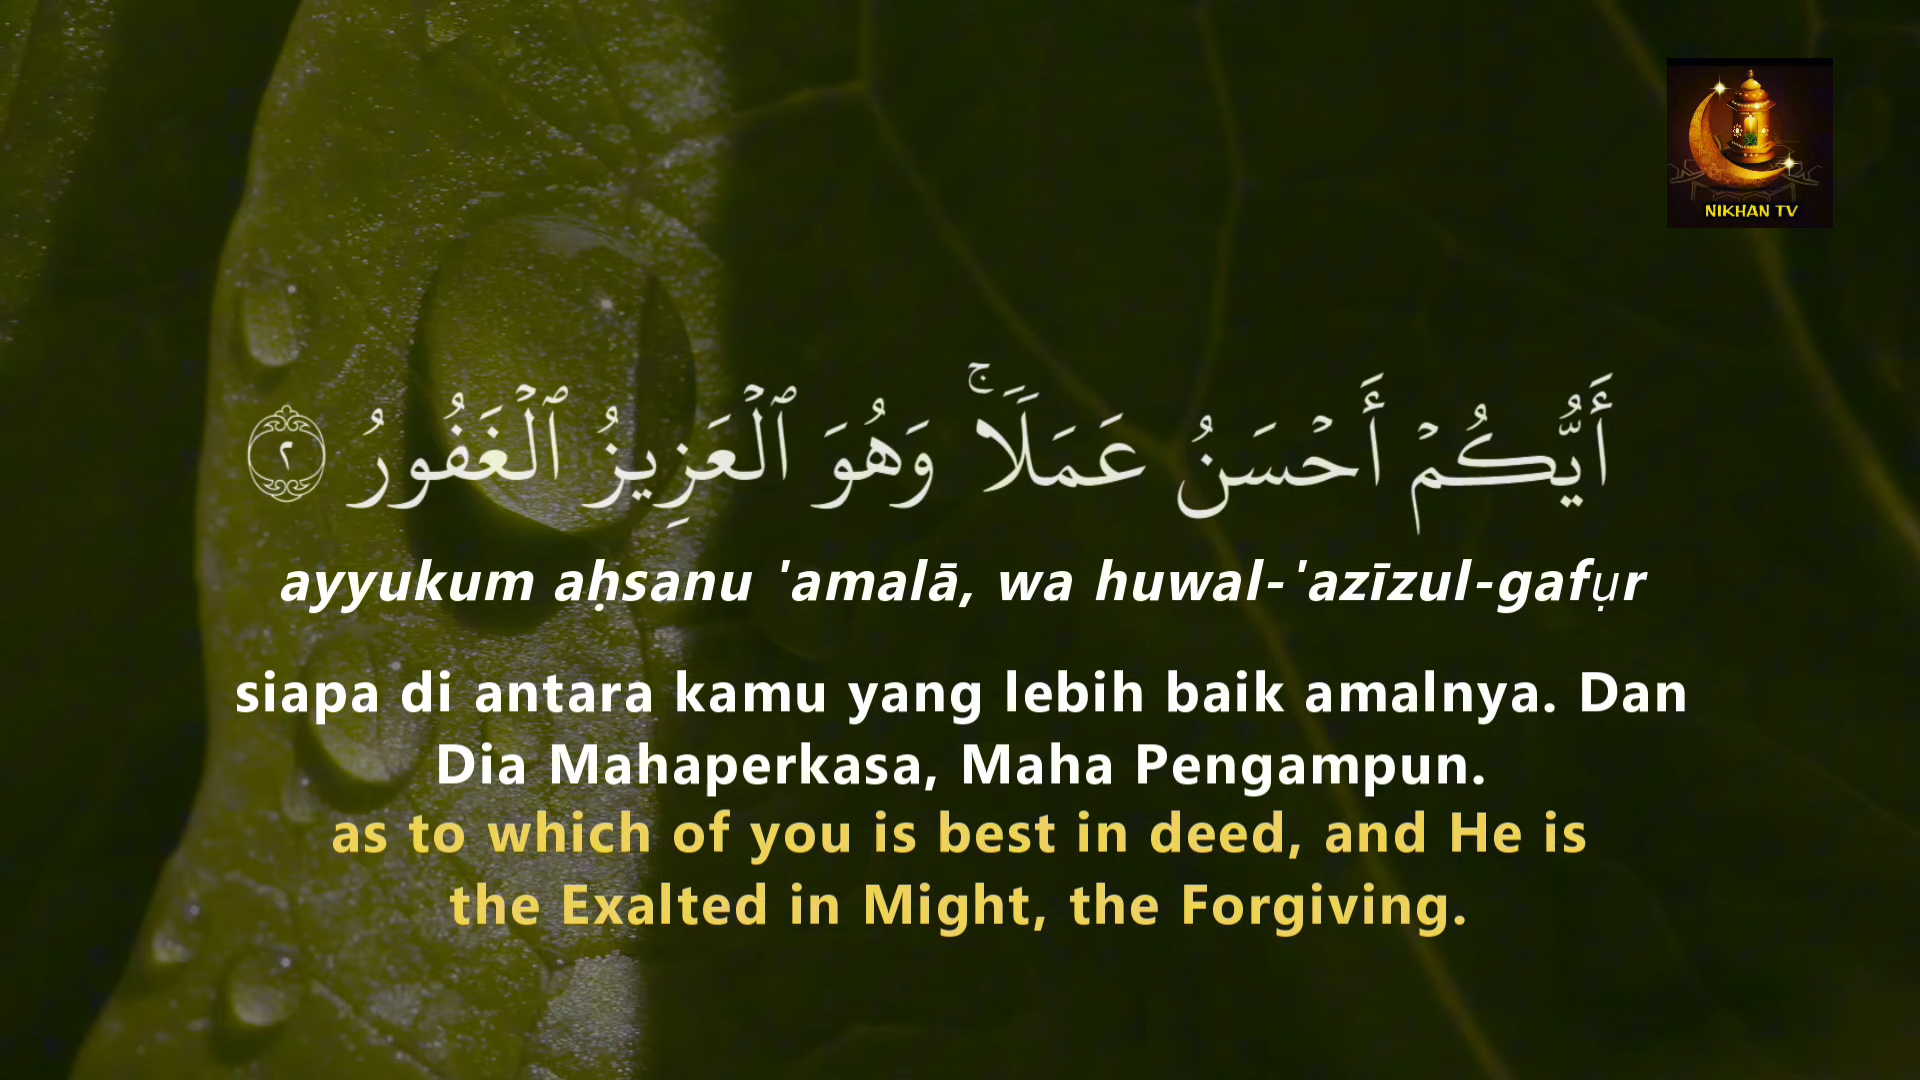 NIKHAN TV
أَيُّكُمْ أَحْسَنُ عَمَلًا ۚ وَهُوَ ٱلْعَزِيزُ ٱلْغَفُورُ ٢
ayyukum aḥsanu 'amalā, wa huwal-'azīzul-gafụr
siapa di antara kamu yang lebih baik amalnya. Dan
Dia Mahaperkasa, Maha Pengampun.
as to which of you is best in deed, and He is
the Exalted in Might, the Forgiving.